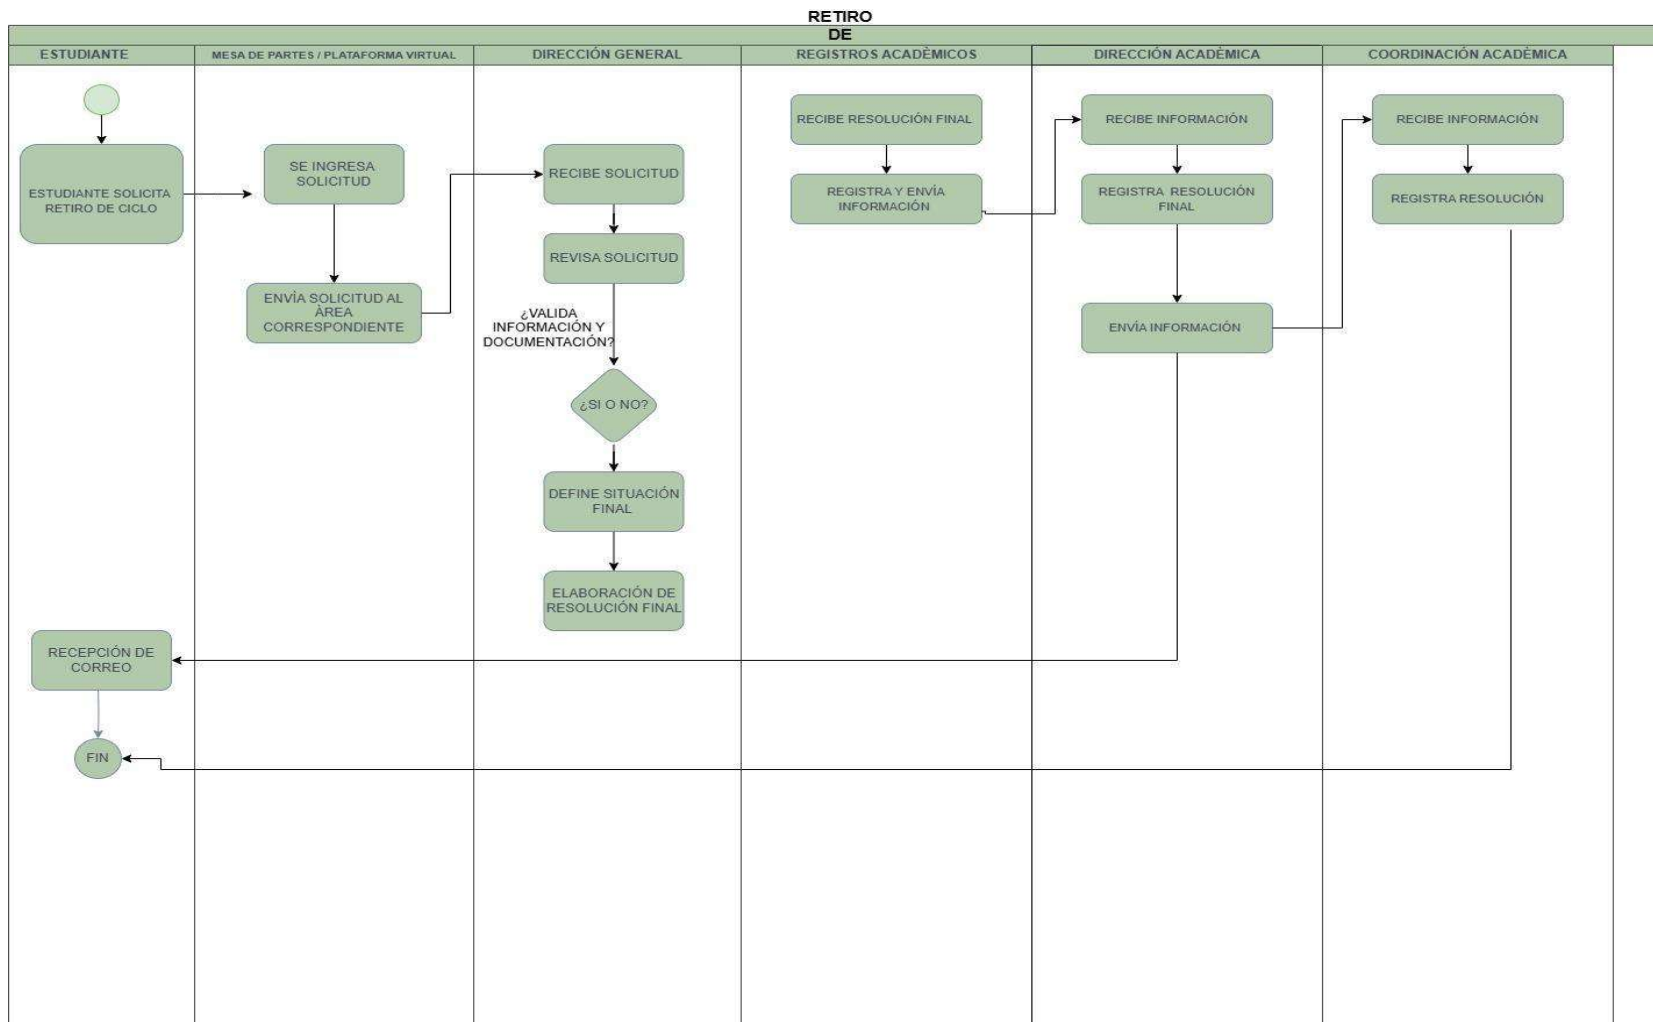 RETIRO
DE
ESTUDIANTE
MESA DE PARTES / PLATAFORMA VIRTUAL
DIRECCIÓN GENERAL
REGISTROS ACADÈMICOS
DIRECCIÓN ACADÈMICA
COORDINACIÓN ACADÈMICA
ESTUDIANTE SOLICITA
RETIRO DE CICLO
SE INGRESA
SOLICITUD
ENVÌA SOLICITUD AL
ÀREA
CORRESPONDIENTE
RECIBE SOLICITUD
REVISA SOLICITUD
¿VALIDA
INFORMACIÓN Y
DOCUMENTACIÓN?
¿SI O NO?
DEFINE SITUACIÓN
FINAL
ELABORACIÓN DE
RESOLUCIÓN FINAL
RECIBE RESOLUCIÓN FINAL
REGISTRA Y ENVÍA
INFORMACIÓN
RECIBE INFORMACIÓN
REGISTRA RESOLUCIÓN
FINAL
ENVÍA INFORMACIÓN
RECIBE INFORMACIÓN
REGISTRA RESOLUCIÓN
RECEPCIÓN DE
CORREO
FIN